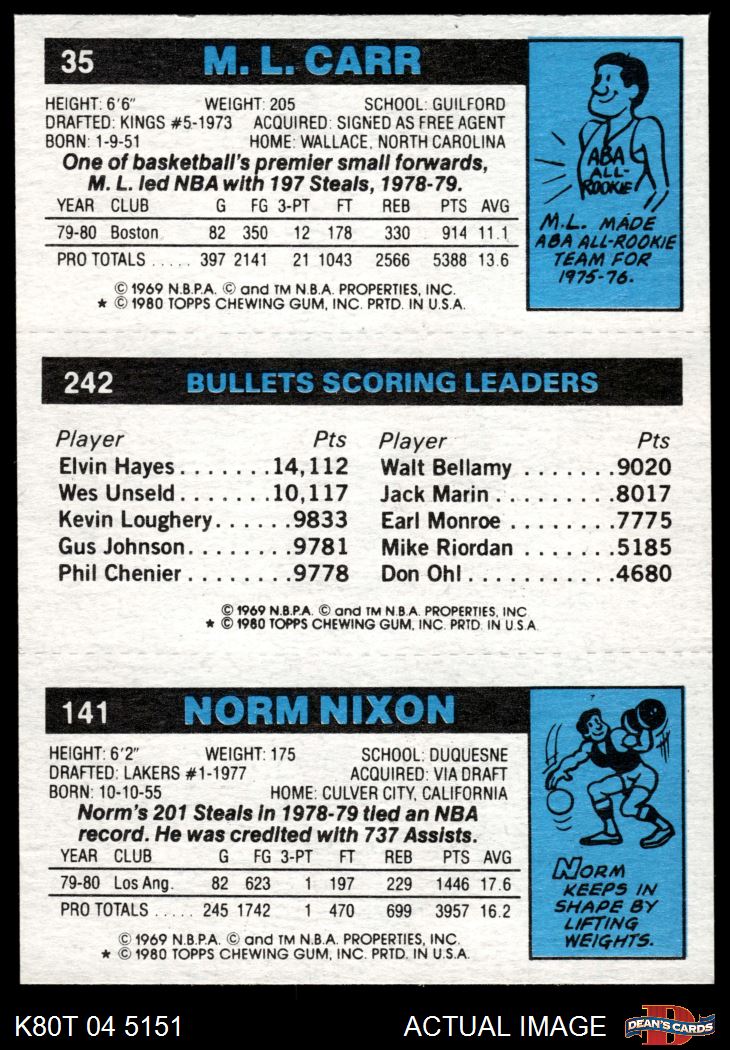 35 M. L. CARR
HEIGHT: 6'6" WEIGHT: 205 SCHOOL: GUILFORD
DRAFTED: KINGS #5-1973 ACQUIRED: SIGNED AS FREE AGENT
BORN: 1-9-51 HOME: WALLACE, NORTH CAROLINA
One of basketball's premier small forwards,
M. L. led NBA with 197 Steals, 1978-79.
YEAR CLUB G FG 3-PT FT REB PTS AVG
79-80 Boston 82 350 12 178 330 914 11.1
PRO TOTALS ..... 397 2141 21 1043 2566 5388 13.6
© 1969 N.B.P.A. © and TM N.B.A. PROPERTIES, INC.
★ © 1980 TOPPS CHEWING GUM, INC. PRTD. IN U.S.A.
ABA
ALL-
ROOKIE
M.L. MADE
ABA ALL-ROOKIE
TEAM FOR
1975-76.
242 BULLETS SCORING LEADERS
Player Pts Player Pts
Elvin Hayes.......14,112 Walt Bellamy.......9020
Wes Unseld.......10,117 Jack Marin.........8017
Kevin Loughery......9833 Earl Monroe........7775
Gus Johnson........9781 Mike Riordan.......5185
Phil Chenier........9778 Don Ohl...........4680
© 1969 N.B.P.A. © and TM N.B.A. PROPERTIES, INC
★ © 1980 TOPPS CHEWING GUM, INC. PRTD. IN U.S.A.
141 NORM NIXON
HEIGHT: 6'2" WEIGHT: 175 SCHOOL: DUQUESNE
DRAFTED: LAKERS #1-1977 ACQUIRED: VIA DRAFT
BORN: 10-10-55 HOME: CULVER CITY, CALIFORNIA
Norm's 201 Steals in 1978-79 tied an NBA
record. He was credited with 737 Assists.
YEAR CLUB G FG 3-PT FT REB PTS AVG
79-80 Los Ang. 82 623 1 197 229 1446 17.6
PRO TOTALS ..... 245 1742 1 470 699 3957 16.2
© 1969 N.B.P.A. © and TM N.B.A. PROPERTIES, INC.
★ © 1980 TOPPS CHEWING GUM, INC. PRTD. IN U.S.A.
NORM
KEEPS IN
SHAPE BY
LIFTING
WEIGHTS.
K80T 04 5151 ACTUAL IMAGE
D
DEAN'S CARDS